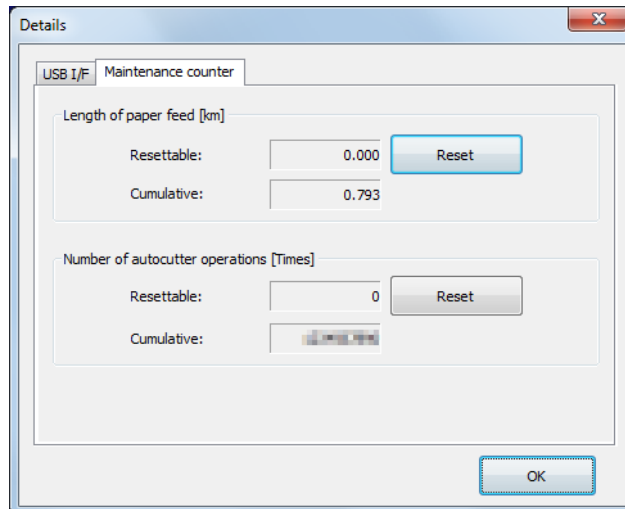 Details
USB I/F Maintenance counter
Length of paper feed [km]
Resettable: 0.000 Reset
Cumulative: 0.793
Number of autocutter operations [Times]
Resettable: 0 Reset
Cumulative:
OK